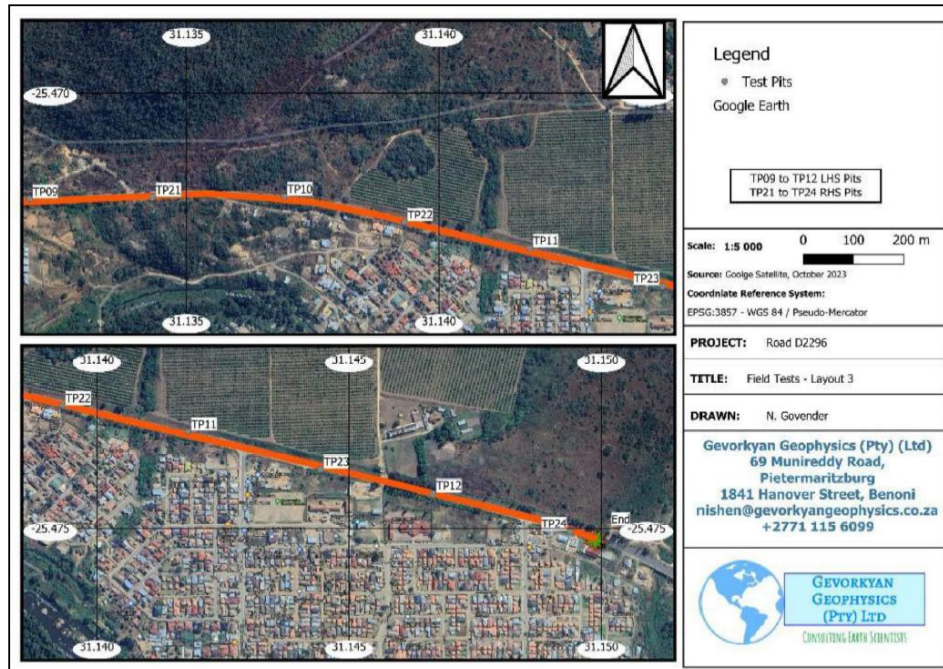 31.135
31.140
-25.470
TP09
TP21
TP10
TP22
TP11
TP23
31.135
31.140
31.140
31.145
31.150
TP22
TP11
TP23
TP12
TP24
End
-25.475
-25.475
31.140
31.145
31.150
Legend
Test Pits
Google Earth
TP09 to TP12 LHS Pits
TP21 to TP24 RHS Pits
Scale: 1:5 000
0 100 200 m
Source: Goolge Satellite, October 2023
Coordniate Reference System:
EPSG:3857 - WGS 84 / Pseudo-Mercator
PROJECT: Road D2296
TITLE: Field Tests - Layout 3
DRAWN: N. Govender
Gevorkyan Geophysics (Pty) (Ltd)
69 Munireddy Road,
Pietermaritzburg
1841 Hanover Street, Benoni
nishen@gevorkyangeophysics.co.za
+2771 115 6099
GEVORKYAN
GEOPHYSICS
(PTY) LTD
CONSULTING EARTH SCIENTISTS